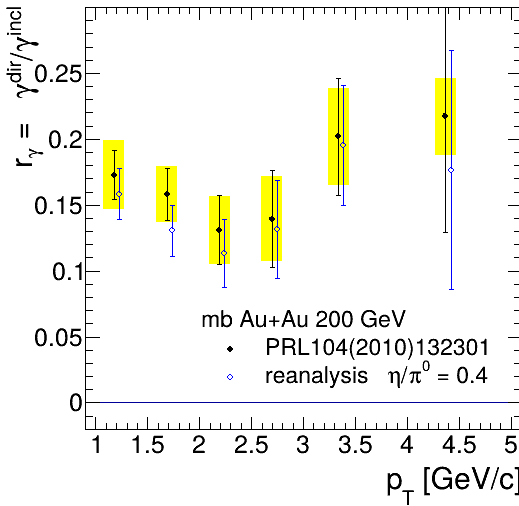 r_γ = γ^dir/γ^incl
0.25
0.2
0.15
0.1
0.05
0
mb Au+Au 200 GeV
PRL104(2010)132301
reanalysis η/π^0 = 0.4
1 1.5 2 2.5 3 3.5 4 4.5 5
p_T [GeV/c]